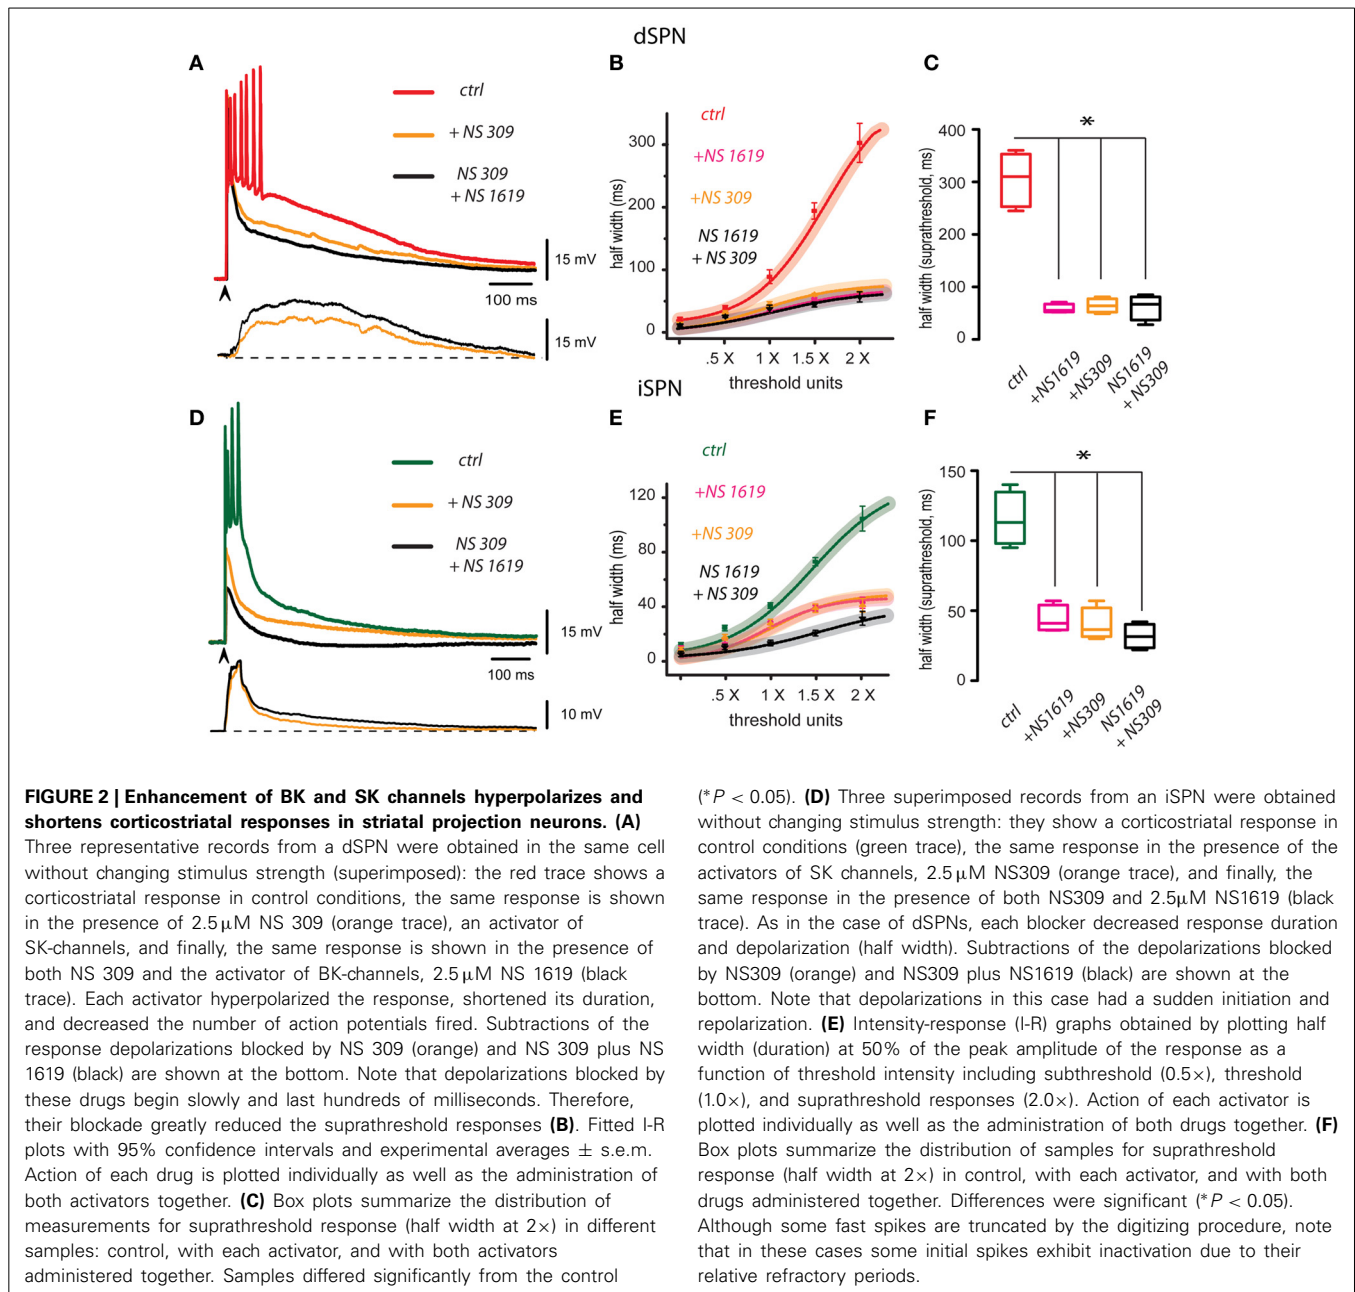 dSPN
A
ctrl
+ NS 309
NS 309
+ NS 1619
15 mV
100 ms
15 mV
B
half width (ms)
300
200
100
0
ctrl
+NS 1619
+NS 309
NS 1619
+ NS 309
.5 X
1 X
1.5 X
2 X
threshold units
C
half width (suprathreshold, ms)
400
300
200
100
0
*
ctrl
+NS1619
+NS309
NS1619
+ NS309
iSPN
D
ctrl
+ NS 309
NS 309
+ NS 1619
15 mV
100 ms
10 mV
E
half width (ms)
120
80
40
0
ctrl
+NS 1619
+NS 309
NS 1619
+ NS 309
.5 X
1 X
1.5 X
2 X
threshold units
F
half width (suprathreshold, ms)
150
100
50
0
*
ctrl
+NS1619
+NS309
NS1619
+ NS309
FIGURE 2 | Enhancement of BK and SK channels hyperpolarizes and
shortens corticostriatal responses in striatal projection neurons. (A)
Three representative records from a dSPN were obtained in the same cell
without changing stimulus strength (superimposed): the red trace shows a
corticostriatal response in control conditions, the same response is shown
in the presence of 2.5 μM NS 309 (orange trace), an activator of
SK-channels, and finally, the same response is shown in the presence of
both NS 309 and the activator of BK-channels, 2.5 μM NS 1619 (black
trace). Each activator hyperpolarized the response, shortened its duration,
and decreased the number of action potentials fired. Subtractions of the
response depolarizations blocked by NS 309 (orange) and NS 309 plus NS
1619 (black) are shown at the bottom. Note that depolarizations blocked by
these drugs begin slowly and last hundreds of milliseconds. Therefore,
their blockade greatly reduced the suprathreshold responses (B). Fitted I-R
plots with 95% confidence intervals and experimental averages ± s.e.m.
Action of each drug is plotted individually as well as the administration of
both activators together. (C) Box plots summarize the distribution of
measurements for suprathreshold response (half width at 2×) in different
samples: control, with each activator, and with both activators
administered together. Samples differed significantly from the control
(*P < 0.05). (D) Three superimposed records from an iSPN were obtained
without changing stimulus strength: they show a corticostriatal response in
control conditions (green trace), the same response in the presence of the
activators of SK channels, 2.5 μM NS309 (orange trace), and finally, the
same response in the presence of both NS309 and 2.5μM NS1619 (black
trace). As in the case of dSPNs, each blocker decreased response duration
and depolarization (half width). Subtractions of the depolarizations blocked
by NS309 (orange) and NS309 plus NS1619 (black) are shown at the
bottom. Note that depolarizations in this case had a sudden initiation and
repolarization. (E) Intensity-response (I-R) graphs obtained by plotting half
width (duration) at 50% of the peak amplitude of the response as a
function of threshold intensity including subthreshold (0.5×), threshold
(1.0×), and suprathreshold responses (2.0×). Action of each activator is
plotted individually as well as the administration of both drugs together. (F)
Box plots summarize the distribution of samples for suprathreshold
response (half width at 2×) in control, with each activator, and with both
drugs administered together. Differences were significant (*P < 0.05).
Although some fast spikes are truncated by the digitizing procedure, note
that in these cases some initial spikes exhibit inactivation due to their
relative refractory periods.